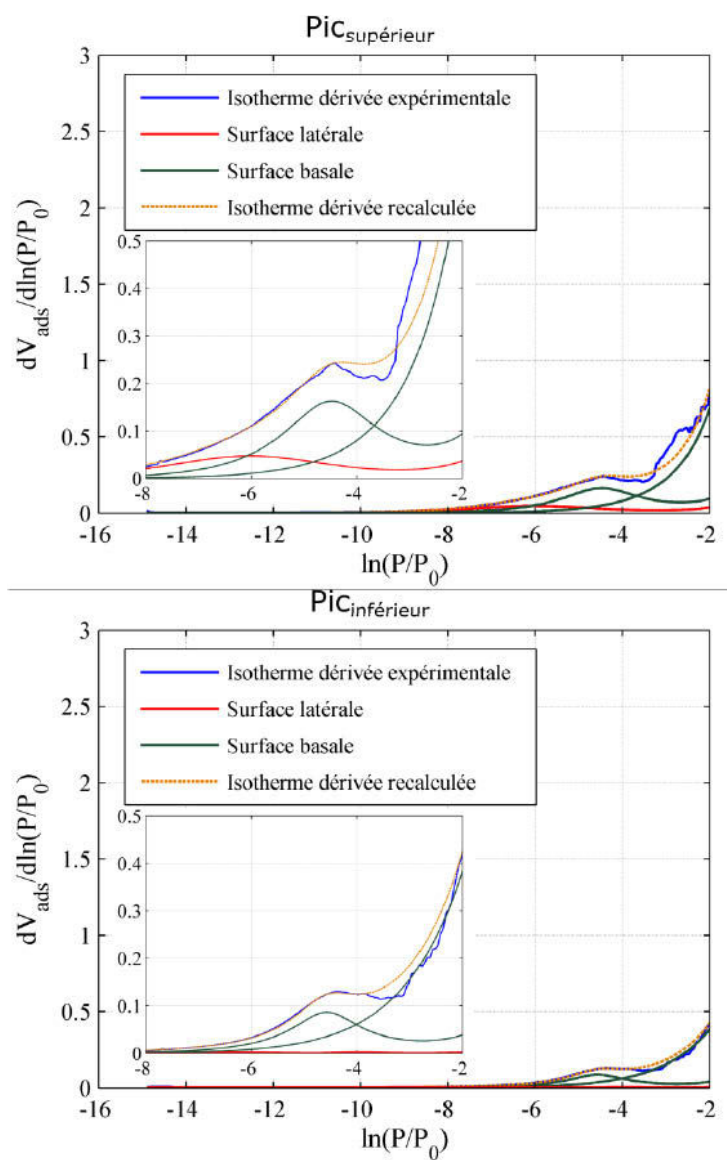 Pic supérieur
3
2.5
2
1.5
1
0.5
0
dV_ads/dln(P/P_0)
Isotherme dérivée expérimentale
Surface latérale
Surface basale
Isotherme dérivée recalculée
0.5
0.4
0.3
0.2
0.1
0
-8 -6 -4 -2
-16 -14 -12 -10 -8 -6 -4 -2
ln(P/P_0)
Pic inférieur
3
2.5
2
1.5
1
0.5
0
dV_ads/dln(P/P_0)
Isotherme dérivée expérimentale
Surface latérale
Surface basale
Isotherme dérivée recalculée
0.5
0.4
0.3
0.2
0.1
0
-8 -6 -4 -2
-16 -14 -12 -10 -8 -6 -4 -2
ln(P/P_0)